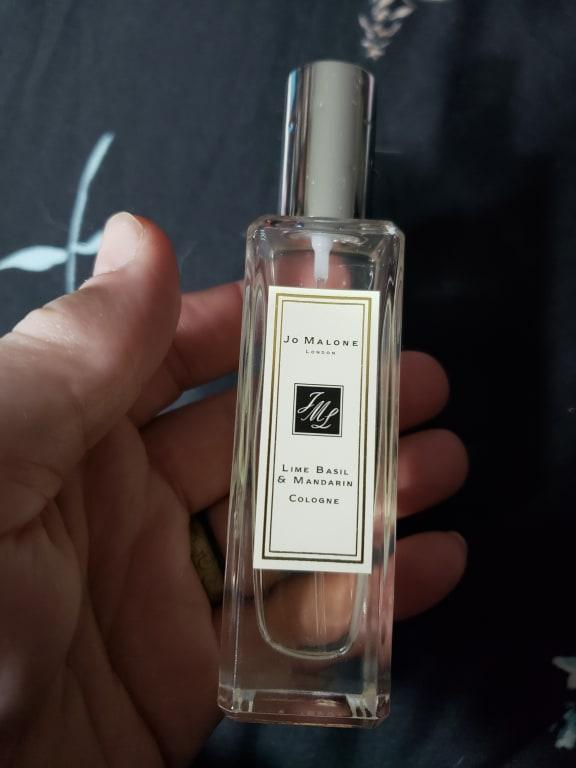 Jo Malone
London
JML
Lime Basil
& Mandarin
Cologne